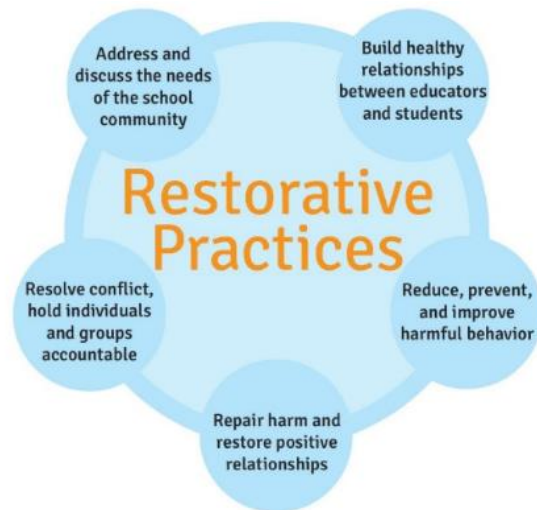 Address and
discuss the needs
of the school
community
Build healthy
relationships
between educators
and students
Restorative
Practices
Resolve conflict,
hold individuals
and groups
accountable
Reduce, prevent,
and improve
harmful behavior
Repair harm and
restore positive
relationships